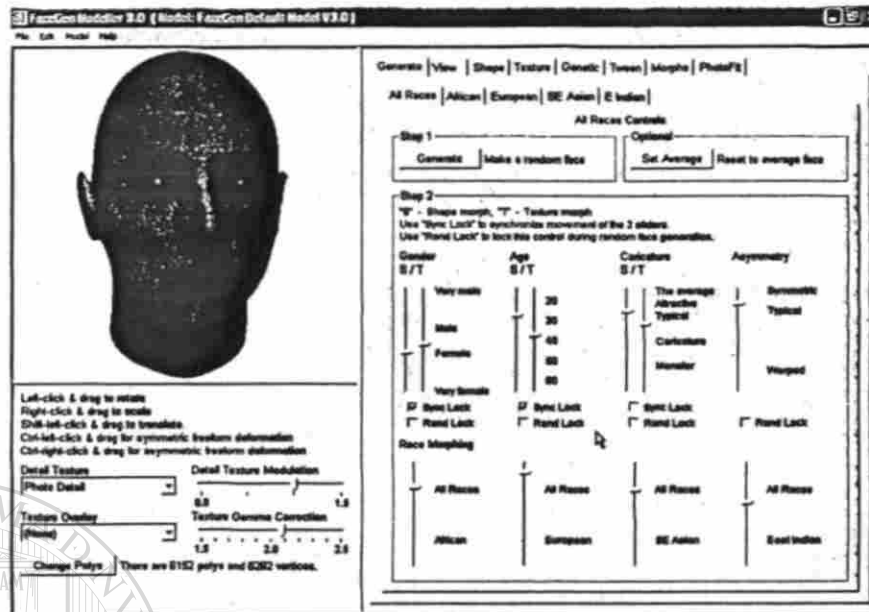 FaceGen Modeller 3.0 ( Model: FaceGen Default Model V3.0 )
File Edit Model Help
Generate View Shape Texture Genetic Tween Morphs PhotoFit
All Races African European SE Asian E Indian
All Races Controls
Step 1
Generate Make a random face
Optional
Set Average Reset to average face
Step 2
"S" - Shape morph, "T" - Texture morph
Use "Sync Lock" to synchronize movement of the 2 sliders.
Use "Rand Lock" to lock this control during random face generation.
Gender
S / T
Very male
Male
Female
Very female
Sync Lock
Rand Lock
Age
S / T
20
30
40
50
60
Sync Lock
Rand Lock
Caricature
S / T
The average
Attractive
Typical
Caricature
Monster
Sync Lock
Rand Lock
Asymmetry
Symmetric
Typical
Warped
Rand Lock
Race Morphing
All Races
African
All Races
European
All Races
SE Asian
All Races
East Indian
Left-click & drag to rotate
Right-click & drag to scale
Shift-left-click & drag to translate
Ctrl-left-click & drag for symmetric freeform deformation
Ctrl-right-click & drag for asymmetric freeform deformation
Detail Texture
Photo Detail
Detail Texture Modulation
0.5 1.5
Texture Overlay
(None)
Texture Gamma Correction
1.5 2.0 2.5
Change Polys There are 6152 polys and 6292 vertices.